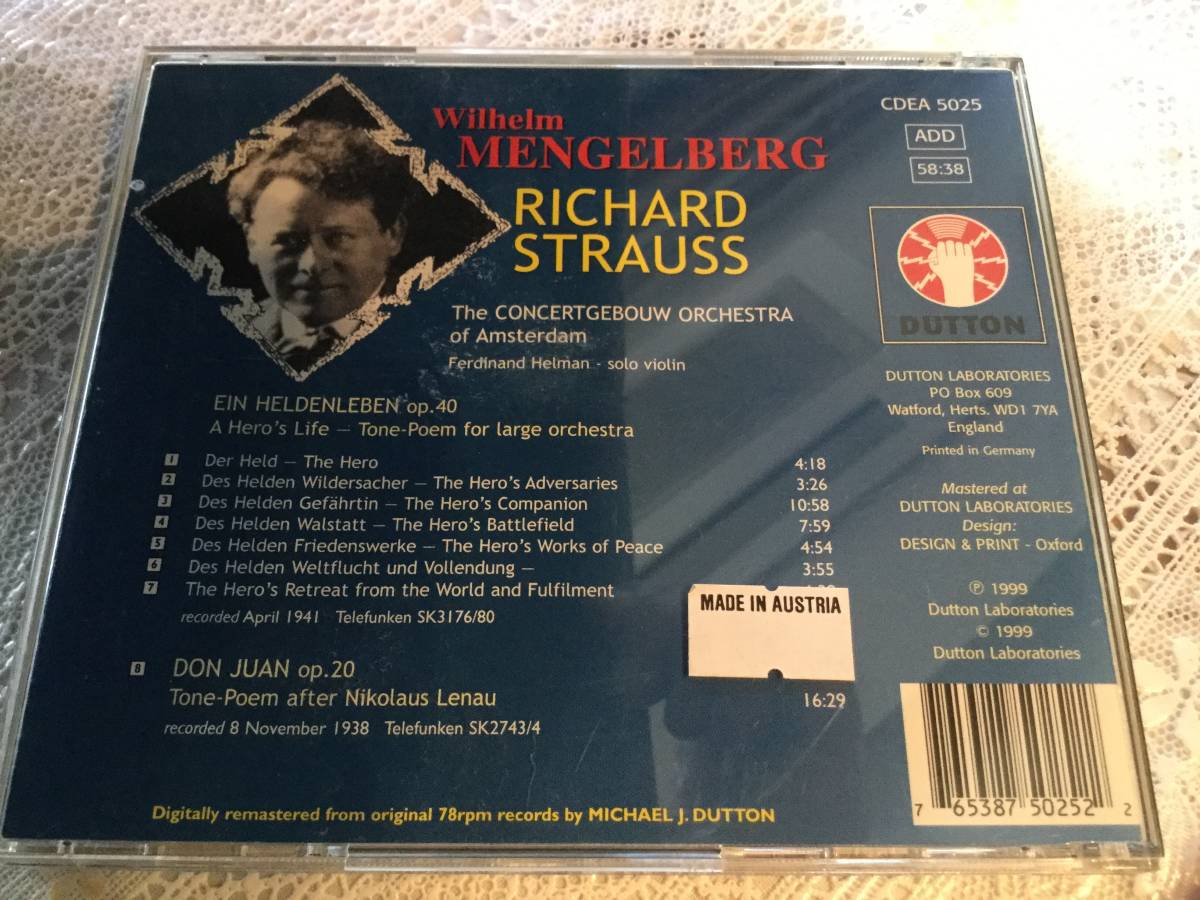 Wilhelm
MENGELBERG
RICHARD
STRAUSS
The CONCERTGEBOUW ORCHESTRA
of Amsterdam
Ferdinand Helman - solo violin
EIN HELDENLEBEN op.40
A Hero's Life – Tone-Poem for large orchestra
1 Der Held – The Hero 4:18
2 Des Helden Wildersacher – The Hero's Adversaries 3:26
3 Des Helden Gefährtin – The Hero's Companion 10:58
4 Des Helden Walstatt – The Hero's Battlefield 7:59
5 Des Helden Friedenswerke – The Hero's Works of Peace 4:54
6 Des Helden Weltflucht und Vollendung – 3:55
7 The Hero's Retreat from the World and Fulfilment
recorded April 1941 Telefunken SK3176/80
MADE IN AUSTRIA
8 DON JUAN op.20
Tone-Poem after Nikolaus Lenau 16:29
recorded 8 November 1938 Telefunken SK2743/4
Digitally remastered from original 78rpm records by MICHAEL J. DUTTON
CDEA 5025
ADD
58:38
DUTTON
DUTTON LABORATORIES
PO Box 609
Watford, Herts. WD1 7YA
England
Printed in Germany
Mastered at
DUTTON LABORATORIES
Design:
DESIGN & PRINT - Oxford
℗ 1999
Dutton Laboratories
© 1999
Dutton Laboratories
7 65387 50252 2